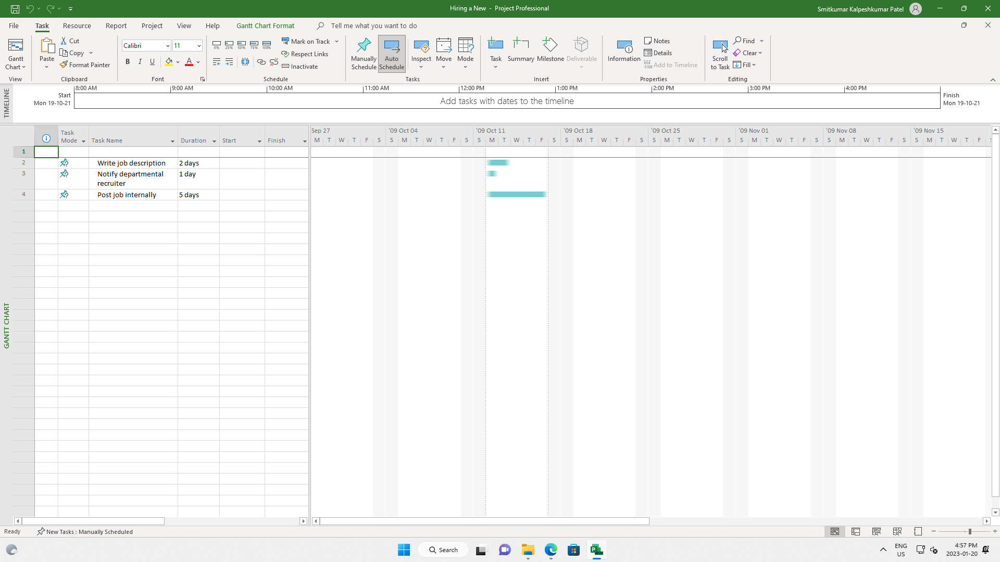 Hiring a New - Project Professional
Smitkumar Kalpeshkumar Patel
File Task Resource Report Project View Help Gantt Chart Format Tell me what you want to do
Gantt Chart
View
Paste
Cut
Copy
Format Painter
Clipboard
Calibri 11
B I U A
Font
0% 25% 50% 75% 100%
Mark on Track
Respect Links
Inactivate
Schedule
Manually Schedule
Auto Schedule
Inspect
Move
Mode
Tasks
Task
Summary
Milestone
Deliverable
Insert
Information
Notes
Details
Add to Timeline
Properties
Scroll to Task
Find
Clear
Fill
Editing
TIMELINE
8:00 AM 9:00 AM 10:00 AM 11:00 AM 12:00 PM 1:00 PM 2:00 PM 3:00 PM 4:00 PM
Start
Mon 19-10-21
Add tasks with dates to the timeline
Finish
Mon 19-10-21
Task Mode Task Name Duration Start Finish
Sep 27 '09 Oct 04 '09 Oct 11 '09 Oct 18 '09 Oct 25 '09 Nov 01 '09 Nov 08 '09 Nov 15
M T W T F S S M T W T F S S M T W T F S S M T W T F S S M T W T F S S M T W T F S S M T W T F S S M T W T F
1
2 Write job description 2 days
3 Notify departmental 1 day
recruiter
4 Post job internally 5 days
GANTT CHART
Ready New Tasks : Manually Scheduled
Search
ENG
US
4:57 PM
2023-01-20